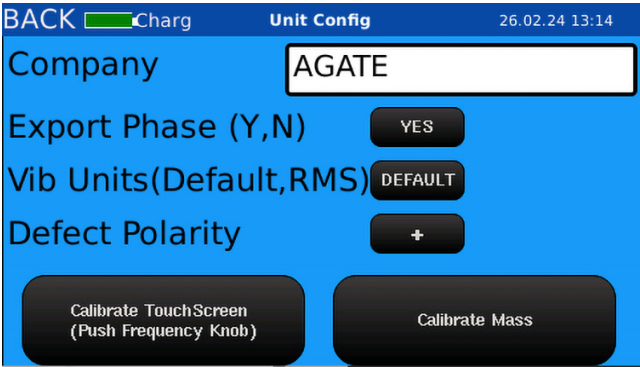 BACK Charg Unit Config 26.02.24 13:14
Company AGATE
Export Phase (Y,N) YES
Vib Units(Default,RMS) DEFAULT
Defect Polarity +
Calibrate TouchScreen
(Push Frequency Knob)
Calibrate Mass